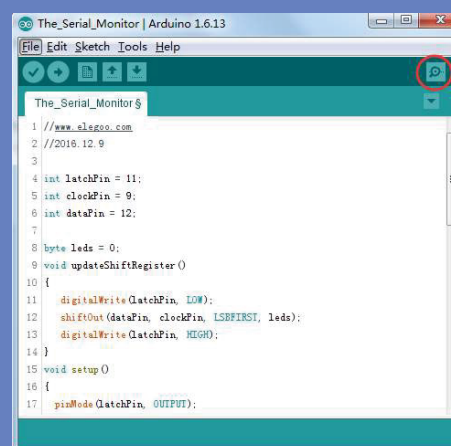 The_Serial_Monitor | Arduino 1.6.13
File Edit Sketch Tools Help
The_Serial_Monitor §
1 //www.elegoo.com
2 //2016.12.9
3
4 int latchPin = 11;
5 int clockPin = 9;
6 int dataPin = 12;
7
8 byte leds = 0;
9 void updateShiftRegister()
10 {
11 digitalWrite(latchPin, LOW);
12 shiftOut(dataPin, clockPin, LSBFIRST, leds);
13 digitalWrite(latchPin, HIGH);
14 }
15 void setup()
16 {
17 pinMode(latchPin, OUTPUT);